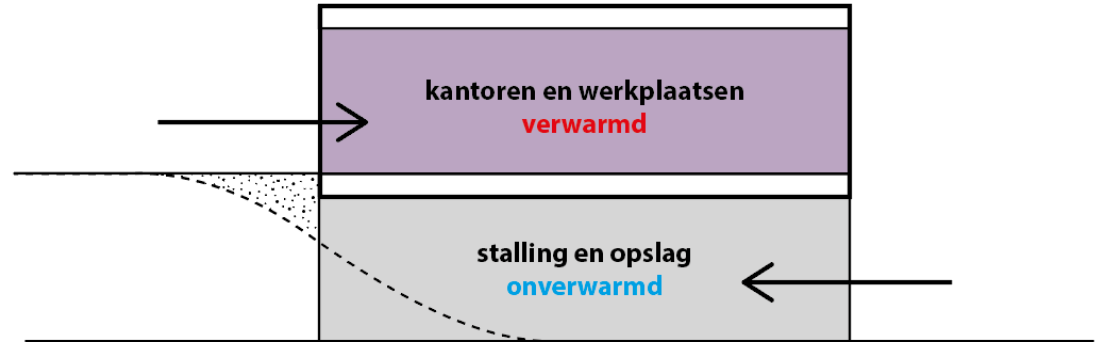 kantoren en werkplaatsen
verwarmd
stalling en opslag
onverwarmd